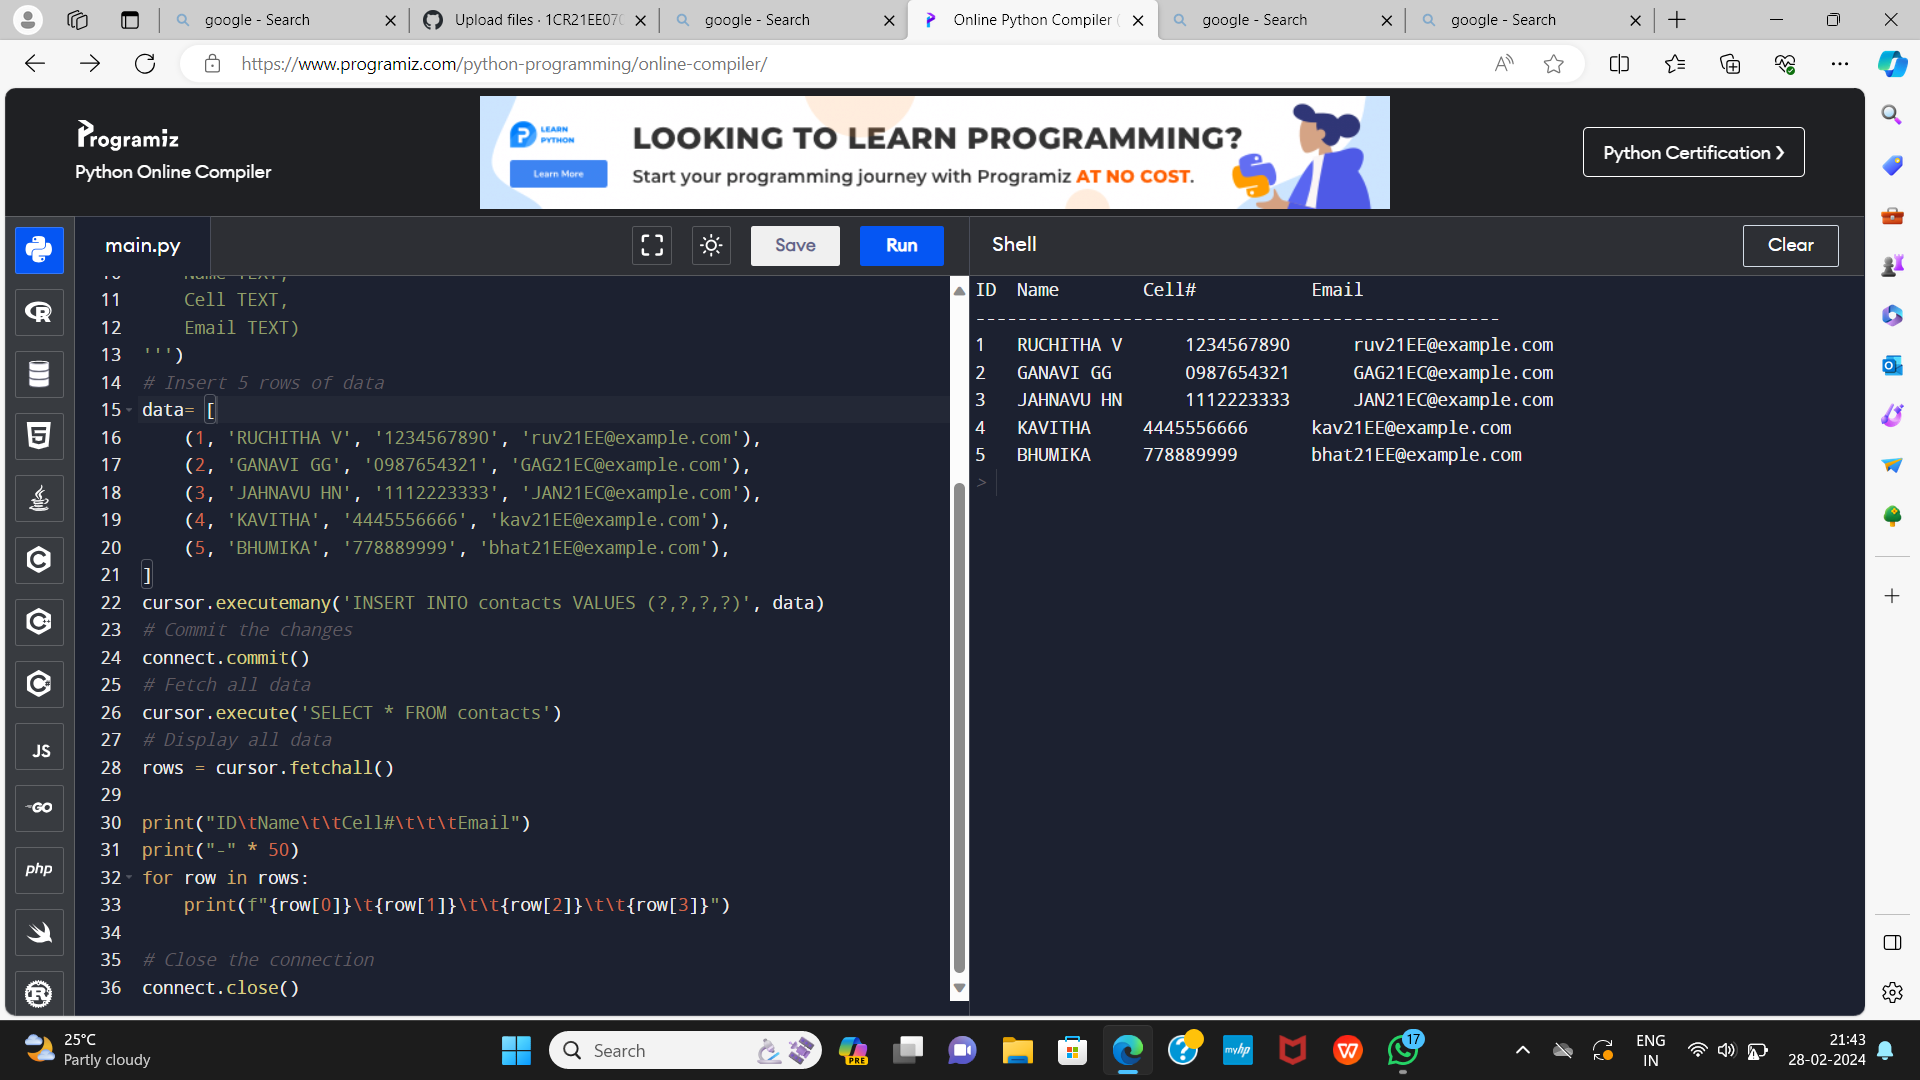 google - Search
Upload files · 1CR21EE070
google - Search
Online Python Compiler (
google - Search
google - Search
https://www.programiz.com/python-programming/online-compiler/
Programiz
Python Online Compiler
LEARN PYTHON
Learn More
LOOKING TO LEARN PROGRAMMING?
Start your programming journey with Programiz AT NO COST.
Python Certification ❯
main.py
Save
Run
Shell
Clear
10 Name TEXT,
11 Cell TEXT,
12 Email TEXT)
13 ''')
14 # Insert 5 rows of data
15 data= [
16 (1, 'RUCHITHA V', '1234567890', 'ruv21EE@example.com'),
17 (2, 'GANAVI GG', '0987654321', 'GAG21EC@example.com'),
18 (3, 'JAHNAVU HN', '1112223333', 'JAN21EC@example.com'),
19 (4, 'KAVITHA', '4445556666', 'kav21EE@example.com'),
20 (5, 'BHUMIKA', '778889999', 'bhat21EE@example.com'),
21 ]
22 cursor.executemany('INSERT INTO contacts VALUES (?,?,?,?)', data)
23 # Commit the changes
24 connect.commit()
25 # Fetch all data
26 cursor.execute('SELECT * FROM contacts')
27 # Display all data
28 rows = cursor.fetchall()
29
30 print("ID\tName\t\tCell#\t\t\tEmail")
31 print("-" * 50)
32 for row in rows:
33 print(f"{row[0]}\t{row[1]}\t\t{row[2]}\t\t{row[3]}")
34
35 # Close the connection
36 connect.close()
ID Name Cell# Email
--------------------------------------------------
1 RUCHITHA V 1234567890 ruv21EE@example.com
2 GANAVI GG 0987654321 GAG21EC@example.com
3 JAHNAVU HN 1112223333 JAN21EC@example.com
4 KAVITHA 4445556666 kav21EE@example.com
5 BHUMIKA 778889999 bhat21EE@example.com
>
R
5
C
C
C
JS
GO
php
25°C
Partly cloudy
Search
PRE
myhp
17
ENG
IN
21:43
28-02-2024